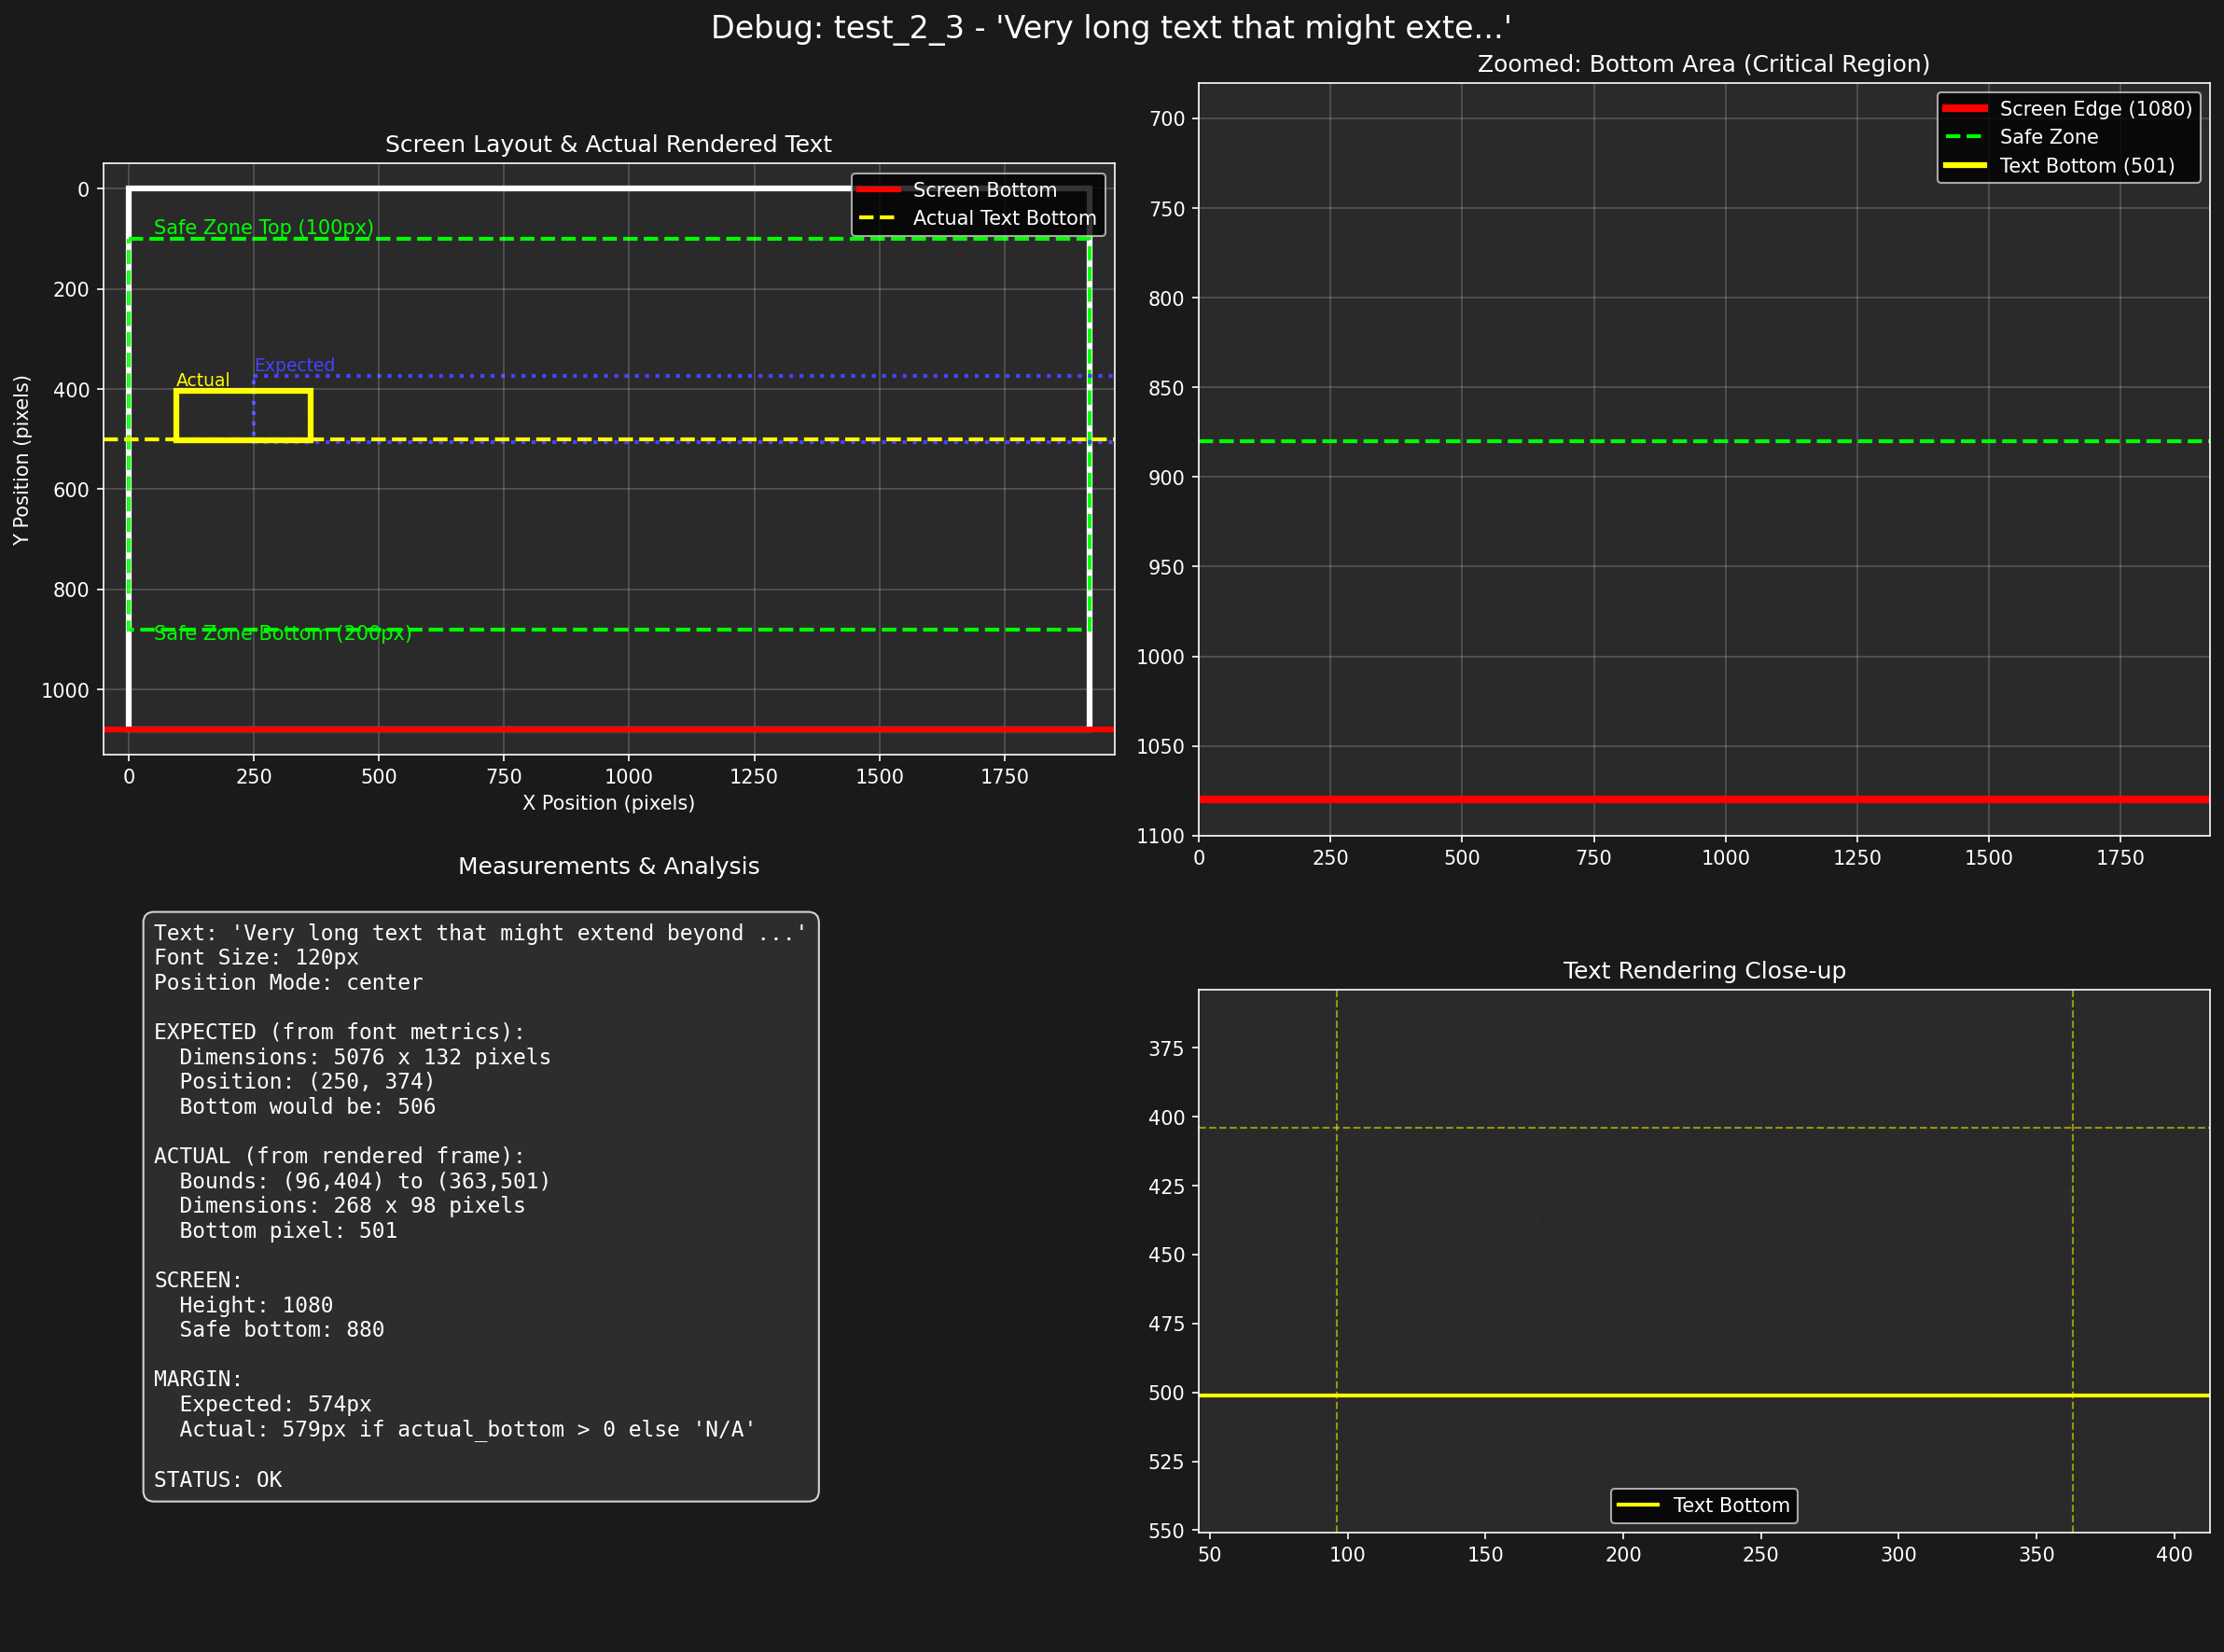 Debug: test_2_3 - 'Very long text that might exte...'
Screen Layout & Actual Rendered Text
Screen Bottom
Actual Text Bottom
Safe Zone Top (100px)
Expected
Actual
Safe Zone Bottom (200px)
0
200
400
600
800
1000
Y Position (pixels)
0 250 500 750 1000 1250 1500 1750
X Position (pixels)
Zoomed: Bottom Area (Critical Region)
Screen Edge (1080)
Safe Zone
Text Bottom (501)
700
750
800
850
900
950
1000
1050
1100
0 250 500 750 1000 1250 1500 1750
Measurements & Analysis
Text: 'Very long text that might extend beyond ...'
Font Size: 120px
Position Mode: center
EXPECTED (from font metrics):
Dimensions: 5076 x 132 pixels
Position: (250, 374)
Bottom would be: 506
ACTUAL (from rendered frame):
Bounds: (96,404) to (363,501)
Dimensions: 268 x 98 pixels
Bottom pixel: 501
SCREEN:
Height: 1080
Safe bottom: 880
MARGIN:
Expected: 574px
Actual: 579px if actual_bottom > 0 else 'N/A'
STATUS: OK
Text Rendering Close-up
375
400
425
450
475
500
525
550
Very
Text Bottom
50 100 150 200 250 300 350 400